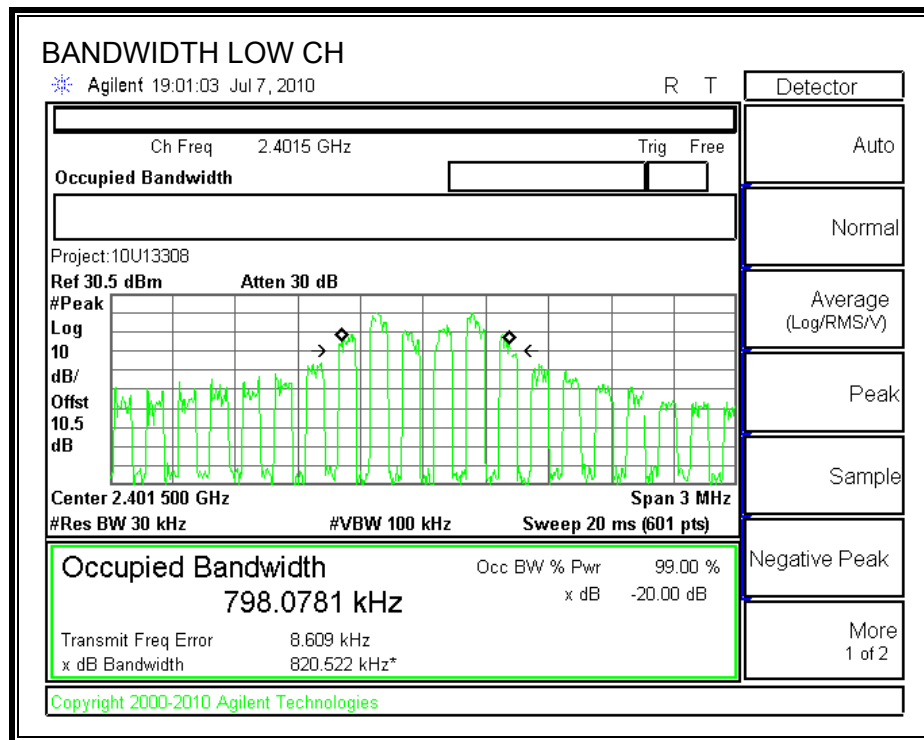 BANDWIDTH LOW CH
Agilent 19:01:03 Jul 7, 2010 R T
Detector
Ch Freq 2.4015 GHz Trig Free
Occupied Bandwidth
Auto
Normal
Project:10U13308
Ref 30.5 dBm Atten 30 dB
#Peak
Log
10
dB/
Offst
10.5
dB
Average
(Log/RMS/V)
Peak
Sample
Center 2.401 500 GHz Span 3 MHz
#Res BW 30 kHz #VBW 100 kHz Sweep 20 ms (601 pts)
Occupied Bandwidth Occ BW % Pwr 99.00 %
798.0781 kHz x dB -20.00 dB
Transmit Freq Error 8.609 kHz
x dB Bandwidth 820.522 kHz*
Negative Peak
More
1 of 2
Copyright 2000-2010 Agilent Technologies